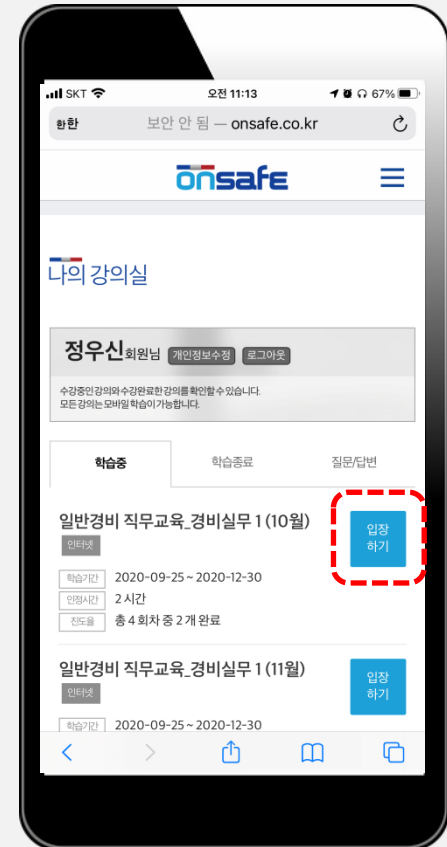 SKT 오전 11:13 67%
한한 보안 안 됨 — onsafe.co.kr
onsafe
나의 강의실
정우신회원님 개인정보수정 로그아웃
수강중인강의와수강완료한강의를확인할수있습니다.
모든강의는모바일학습이가능합니다.
학습중 학습종료 질문/답변
일반경비 직무교육_경비실무 1 (10월)
인터넷
입장
하기
학습기간 2020-09-25 ~ 2020-12-30
인정시간 2 시간
진도율 총 4 회차 중 2 개 완료
일반경비 직무교육_경비실무 1 (11월)
인터넷
입장
하기
학습기간 2020-09-25 ~ 2020-12-30